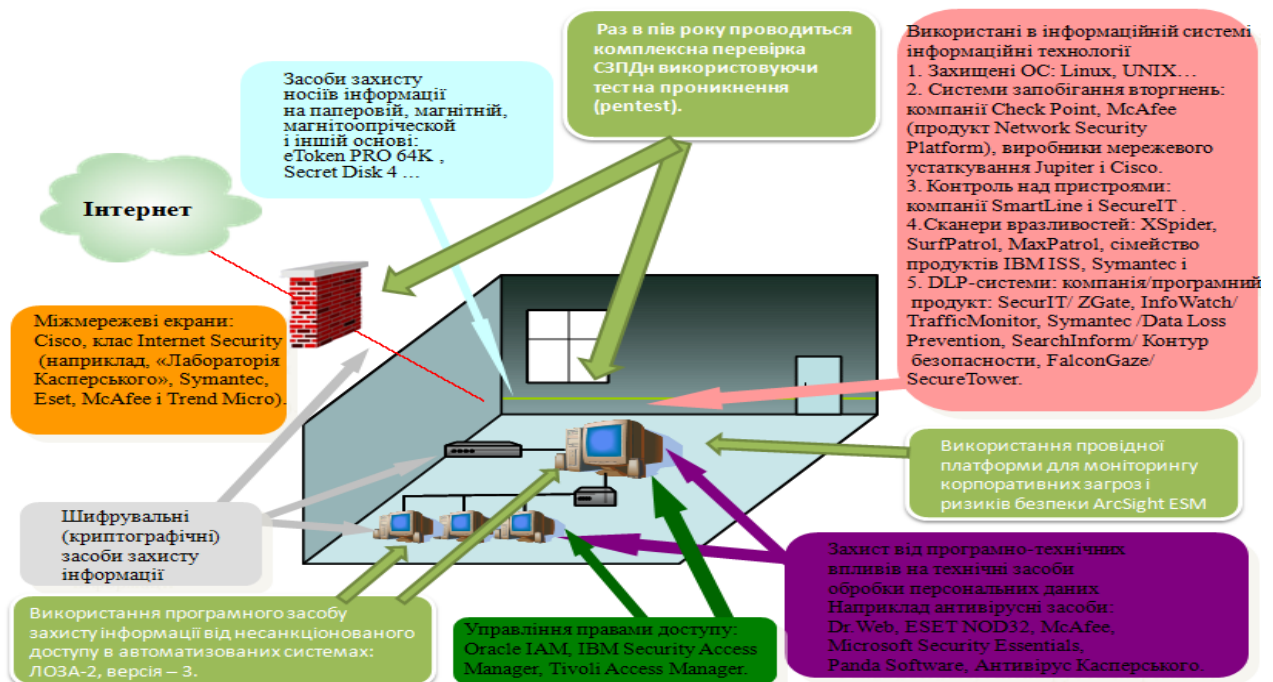 Раз в пів року проводиться
комплексна перевірка
СЗПДн використовуючи
тест на проникнення
(pentest).
Засоби захисту
носіїв інформації
на паперовій, магнітній,
магнітоопріческой
і іншій основі:
eToken PRO 64K ,
Secret Disk 4 ...
Використані в інформаційній системі
інформаційні технології
1. Захищені ОС: Linux, UNIX…
2. Системи запобігання вторгнень:
компанії Check Point, McAfee
(продукт Network Security
Platform), виробники мережевого
устаткування Jupiter і Cisco.
3. Контроль над пристроями:
компанії SmartLine і SecureIT .
4.Сканери вразливостей: XSpider,
SurfPatrol, MaxPatrol, сімейство
продуктів IBM ISS, Symantec і
5. DLP-системи: компанія/програмний
продукт: SecurIT/ ZGate, InfoWatch/
TrafficMonitor, Symantec /Data Loss
Prevention, SearchInform/ Контур
безопасности, FalconGaze/
SecureTower.
Інтернет
Міжмережеві екрани:
Cisco, клас Internet Security
(наприклад, «Лабораторія
Касперського», Symantec,
Eset, McAfee і Trend Micro).
Використання провідної
платформи для моніторингу
корпоративних загроз і
ризиків безпеки ArcSight ESM
Шифрувальні
(криптографічні)
засоби захисту
інформації
Захист від програмно-технічних
впливів на технічні засоби
обробки персональних даних
Наприклад антивірусні засоби:
Dr.Web, ESET NOD32, McAfee,
Microsoft Security Essentials,
Panda Software, Антивірус Касперського.
Використання програмного засобу
захисту інформації від несанкціонованого
доступу в автоматизованих системах:
ЛОЗА-2, версія – 3.
Управління правами доступу:
Oracle IAM, IBM Security Access
Manager, Tivoli Access Manager.